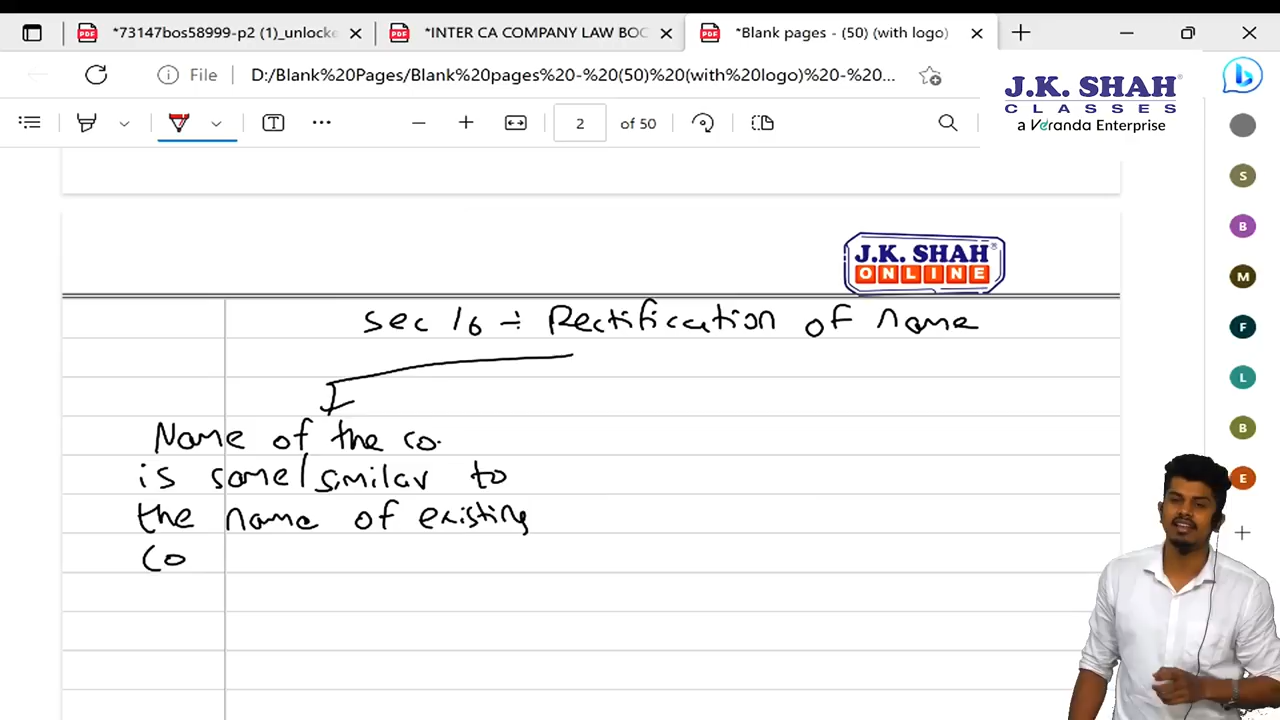 *73147bos58999-p2 (1)_unlocke
*INTER CA COMPANY LAW BOC
*Blank pages - (50) (with logo)
File
D:/Blank%20Pages/Blank%20pages%20-%20(50)%20(with%20logo)%20-%20...
J.K. SHAH
CLASSES
a Veranda Enterprise
2 of 50
S
B
M
F
L
B
E
J.K. SHAH
ONLINE
sec 16 ÷ Rectification of name
Name of the co.
is same/similar to
the name of existing
co